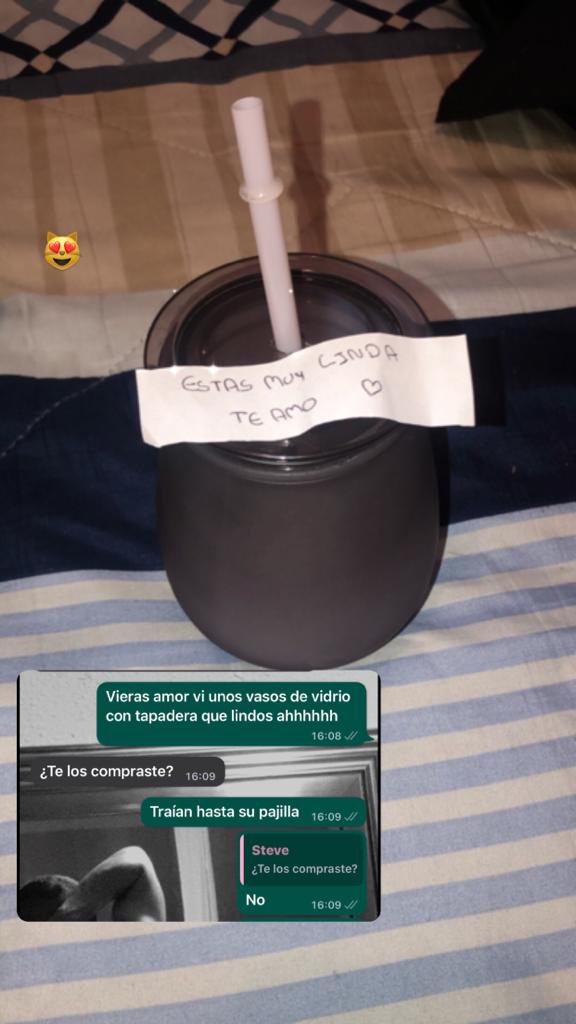 ESTAS MUY LINDA
TE AMO ♡
Vieras amor vi unos vasos de vidrio
con tapadera que lindos ahhhhhh
16:08
¿Te los compraste? 16:09
Traían hasta su pajilla 16:09
Steve
¿Te los compraste?
No 16:09